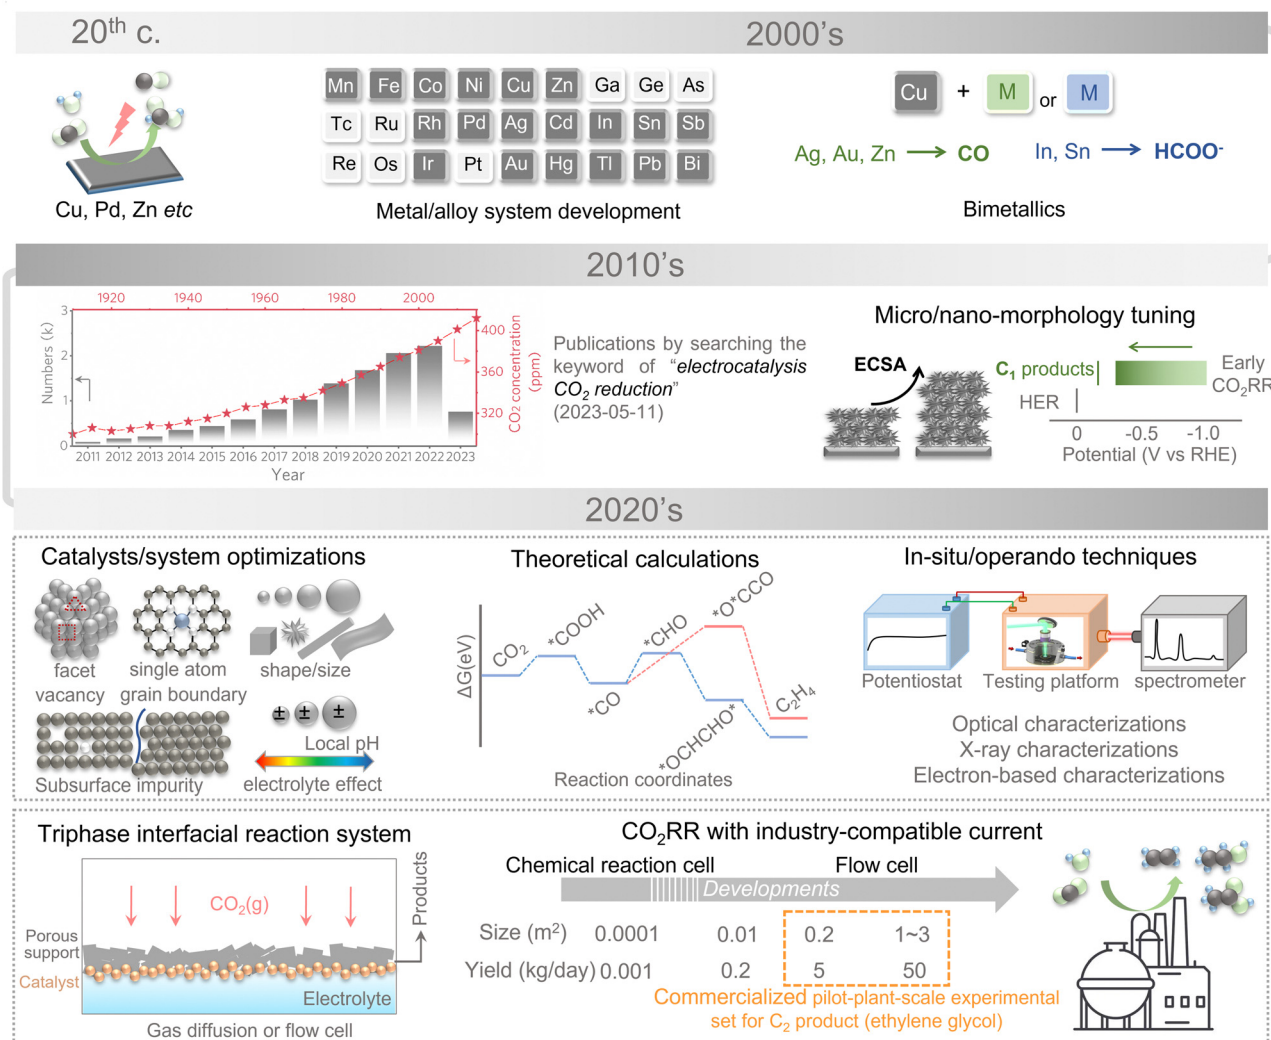 20th c.
2000's
Mn Fe Co Ni Cu Zn Ga Ge As
Tc Ru Rh Pd Ag Cd In Sn Sb
Re Os Ir Pt Au Hg Tl Pb Bi
Cu, Pd, Zn etc
Metal/alloy system development
Cu + M or M
Ag, Au, Zn → CO
In, Sn → HCOO-
Bimetallics
2010's
1920 1940 1960 1980 2000
Numbers (k)
3
2
1
0
400
360
320
CO2 concentration
(ppm)
2011 2012 2013 2014 2015 2016 2017 2018 2019 2020 2021 2022 2023
Year
Publications by searching the
keyword of "electrocatalysis
CO2 reduction"
(2023-05-11)
Micro/nano-morphology tuning
ECSA
C1 products
HER
Early
CO2RR
0 -0.5 -1.0
Potential (V vs RHE)
2020's
Catalysts/system optimizations
facet
vacancy
single atom
grain boundary
shape/size
Subsurface impurity
± ± ±
Local pH
electrolyte effect
Theoretical calculations
ΔG(eV)
CO2
*COOH
*CO
*CHO
*O*CCO
*OCHCHO*
C2H4
Reaction coordinates
In-situ/operando techniques
Potentiostat
Testing platform
spectrometer
Optical characterizations
X-ray characterizations
Electron-based characterizations
Triphase interfacial reaction system
CO2(g)
Products
Porous
support
Catalyst
Electrolyte
Gas diffusion or flow cell
CO2RR with industry-compatible current
Chemical reaction cell
Flow cell
Developments
Size (m2) 0.0001 0.01 0.2 1~3
Yield (kg/day) 0.001 0.2 5 50
Commercialized pilot-plant-scale experimental
set for C2 product (ethylene glycol)